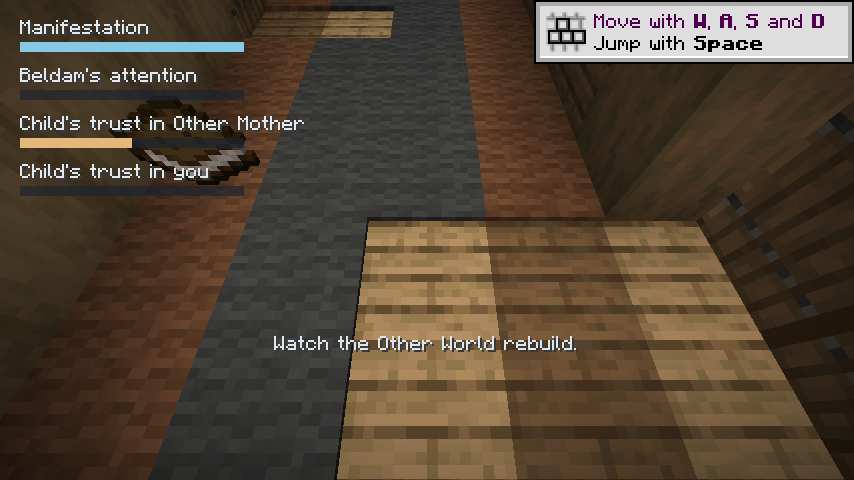 Manifestation
Beldam's attention
Child's trust in Other Mother
Child's trust in you
Move with W, A, S and D
Jump with Space
Watch the Other World rebuild.